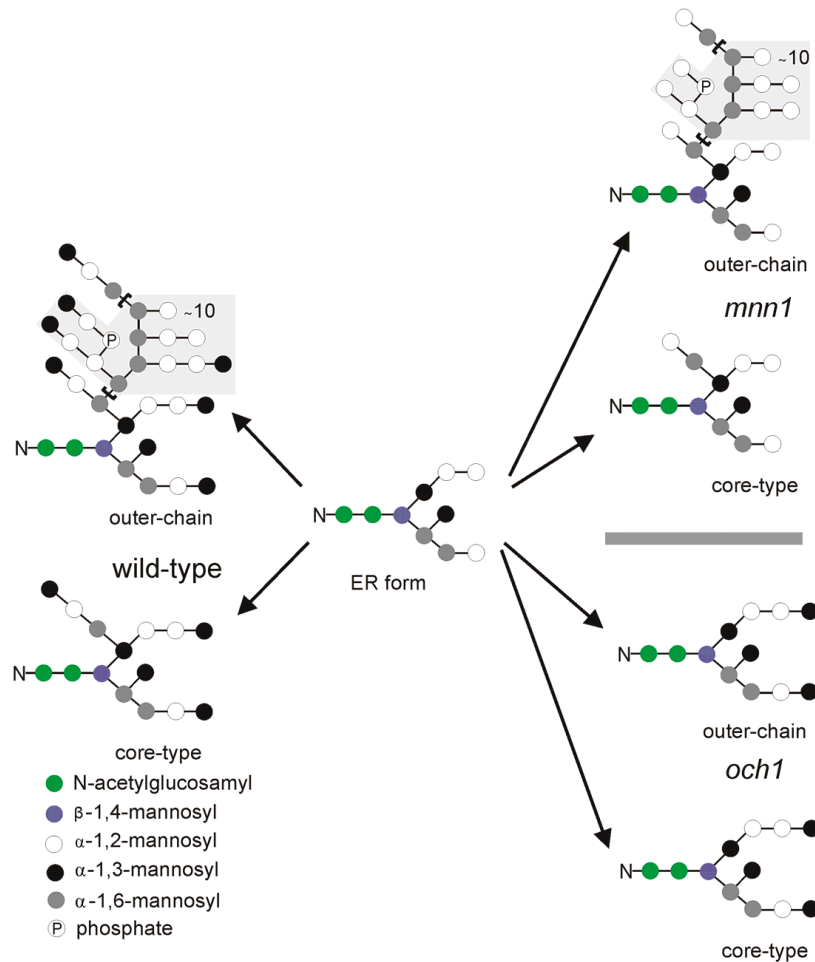 ~10
P
N
outer-chain
mnn1
N
core-type
~10
P
N
outer-chain
wild-type
N
ER form
N
core-type
N
outer-chain
och1
N
core-type
N-acetylglucosamyl
β-1,4-mannosyl
α-1,2-mannosyl
α-1,3-mannosyl
α-1,6-mannosyl
P phosphate